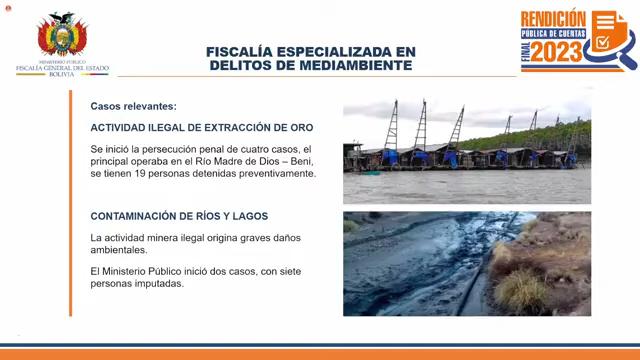 MINISTERIO PÚBLICO
FISCALÍA GENERAL DEL ESTADO
BOLIVIA
RENDICIÓN
PÚBLICA DE CUENTAS
FINAL 2023
FISCALÍA ESPECIALIZADA EN
DELITOS DE MEDIAMBIENTE
Casos relevantes:
ACTIVIDAD ILEGAL DE EXTRACCIÓN DE ORO
Se inició la persecución penal de cuatro casos, el
principal operaba en el Río Madre de Dios – Beni,
se tienen 19 personas detenidas preventivamente.
CONTAMINACIÓN DE RÍOS Y LAGOS
La actividad minera ilegal origina graves daños
ambientales.
El Ministerio Público inició dos casos, con siete
personas imputadas.